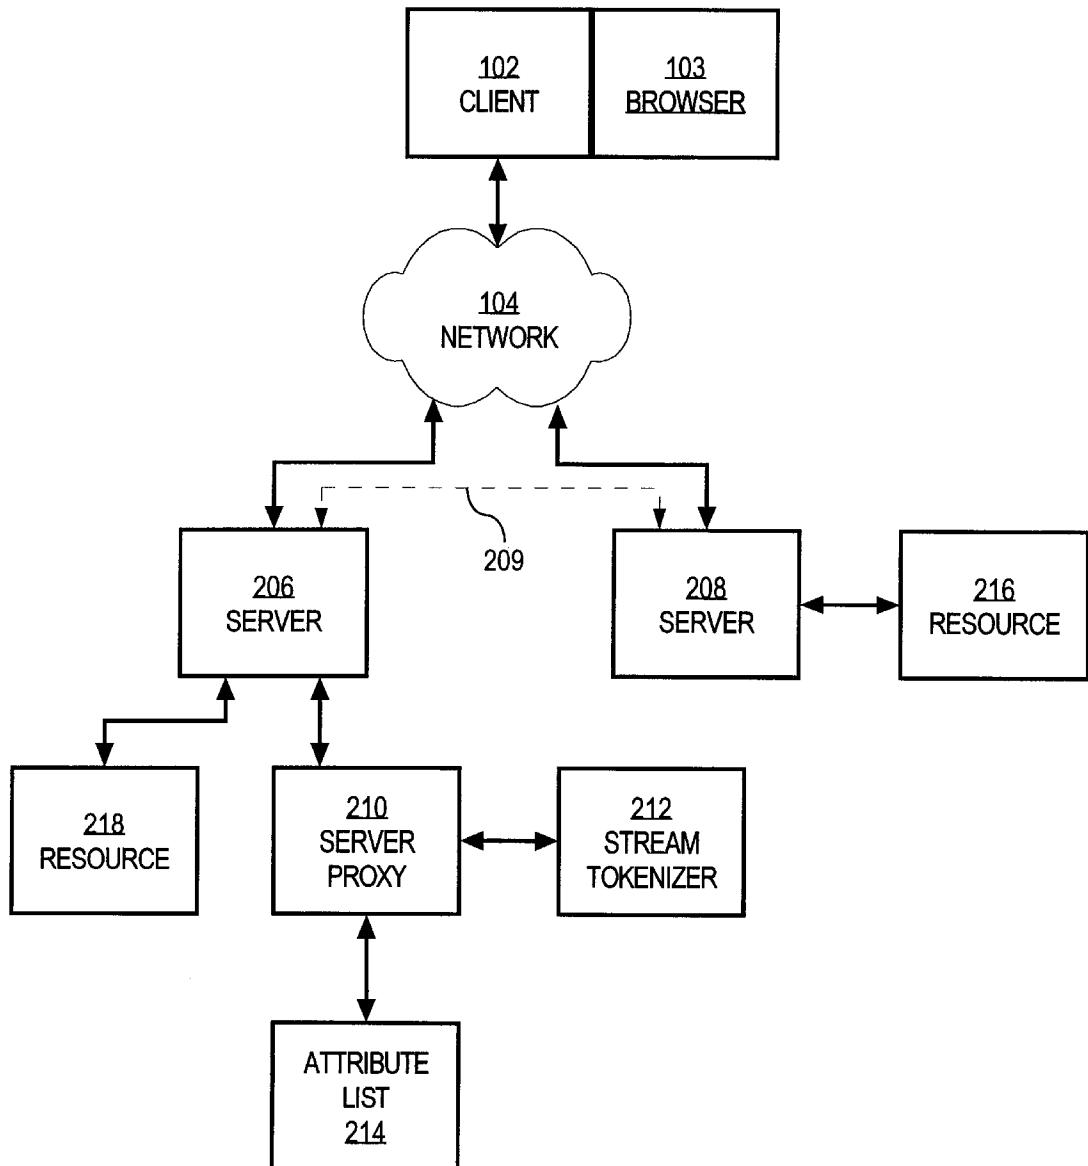 102
CLIENT
103
BROWSER
104
NETWORK
209
206
SERVER
208
SERVER
216
RESOURCE
218
RESOURCE
210
SERVER
PROXY
212
STREAM
TOKENIZER
ATTRIBUTE
LIST
214